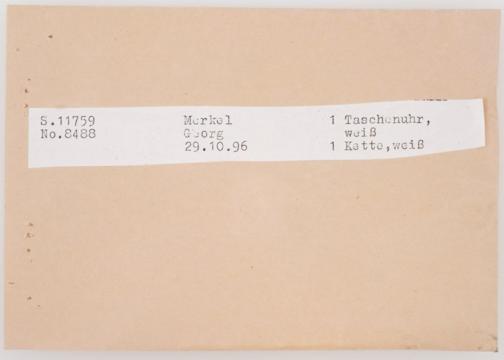 S.11759 Merkel 1 Taschenuhr,
No.8488 Georg weiß
29.10.96 1 Kette,weiß